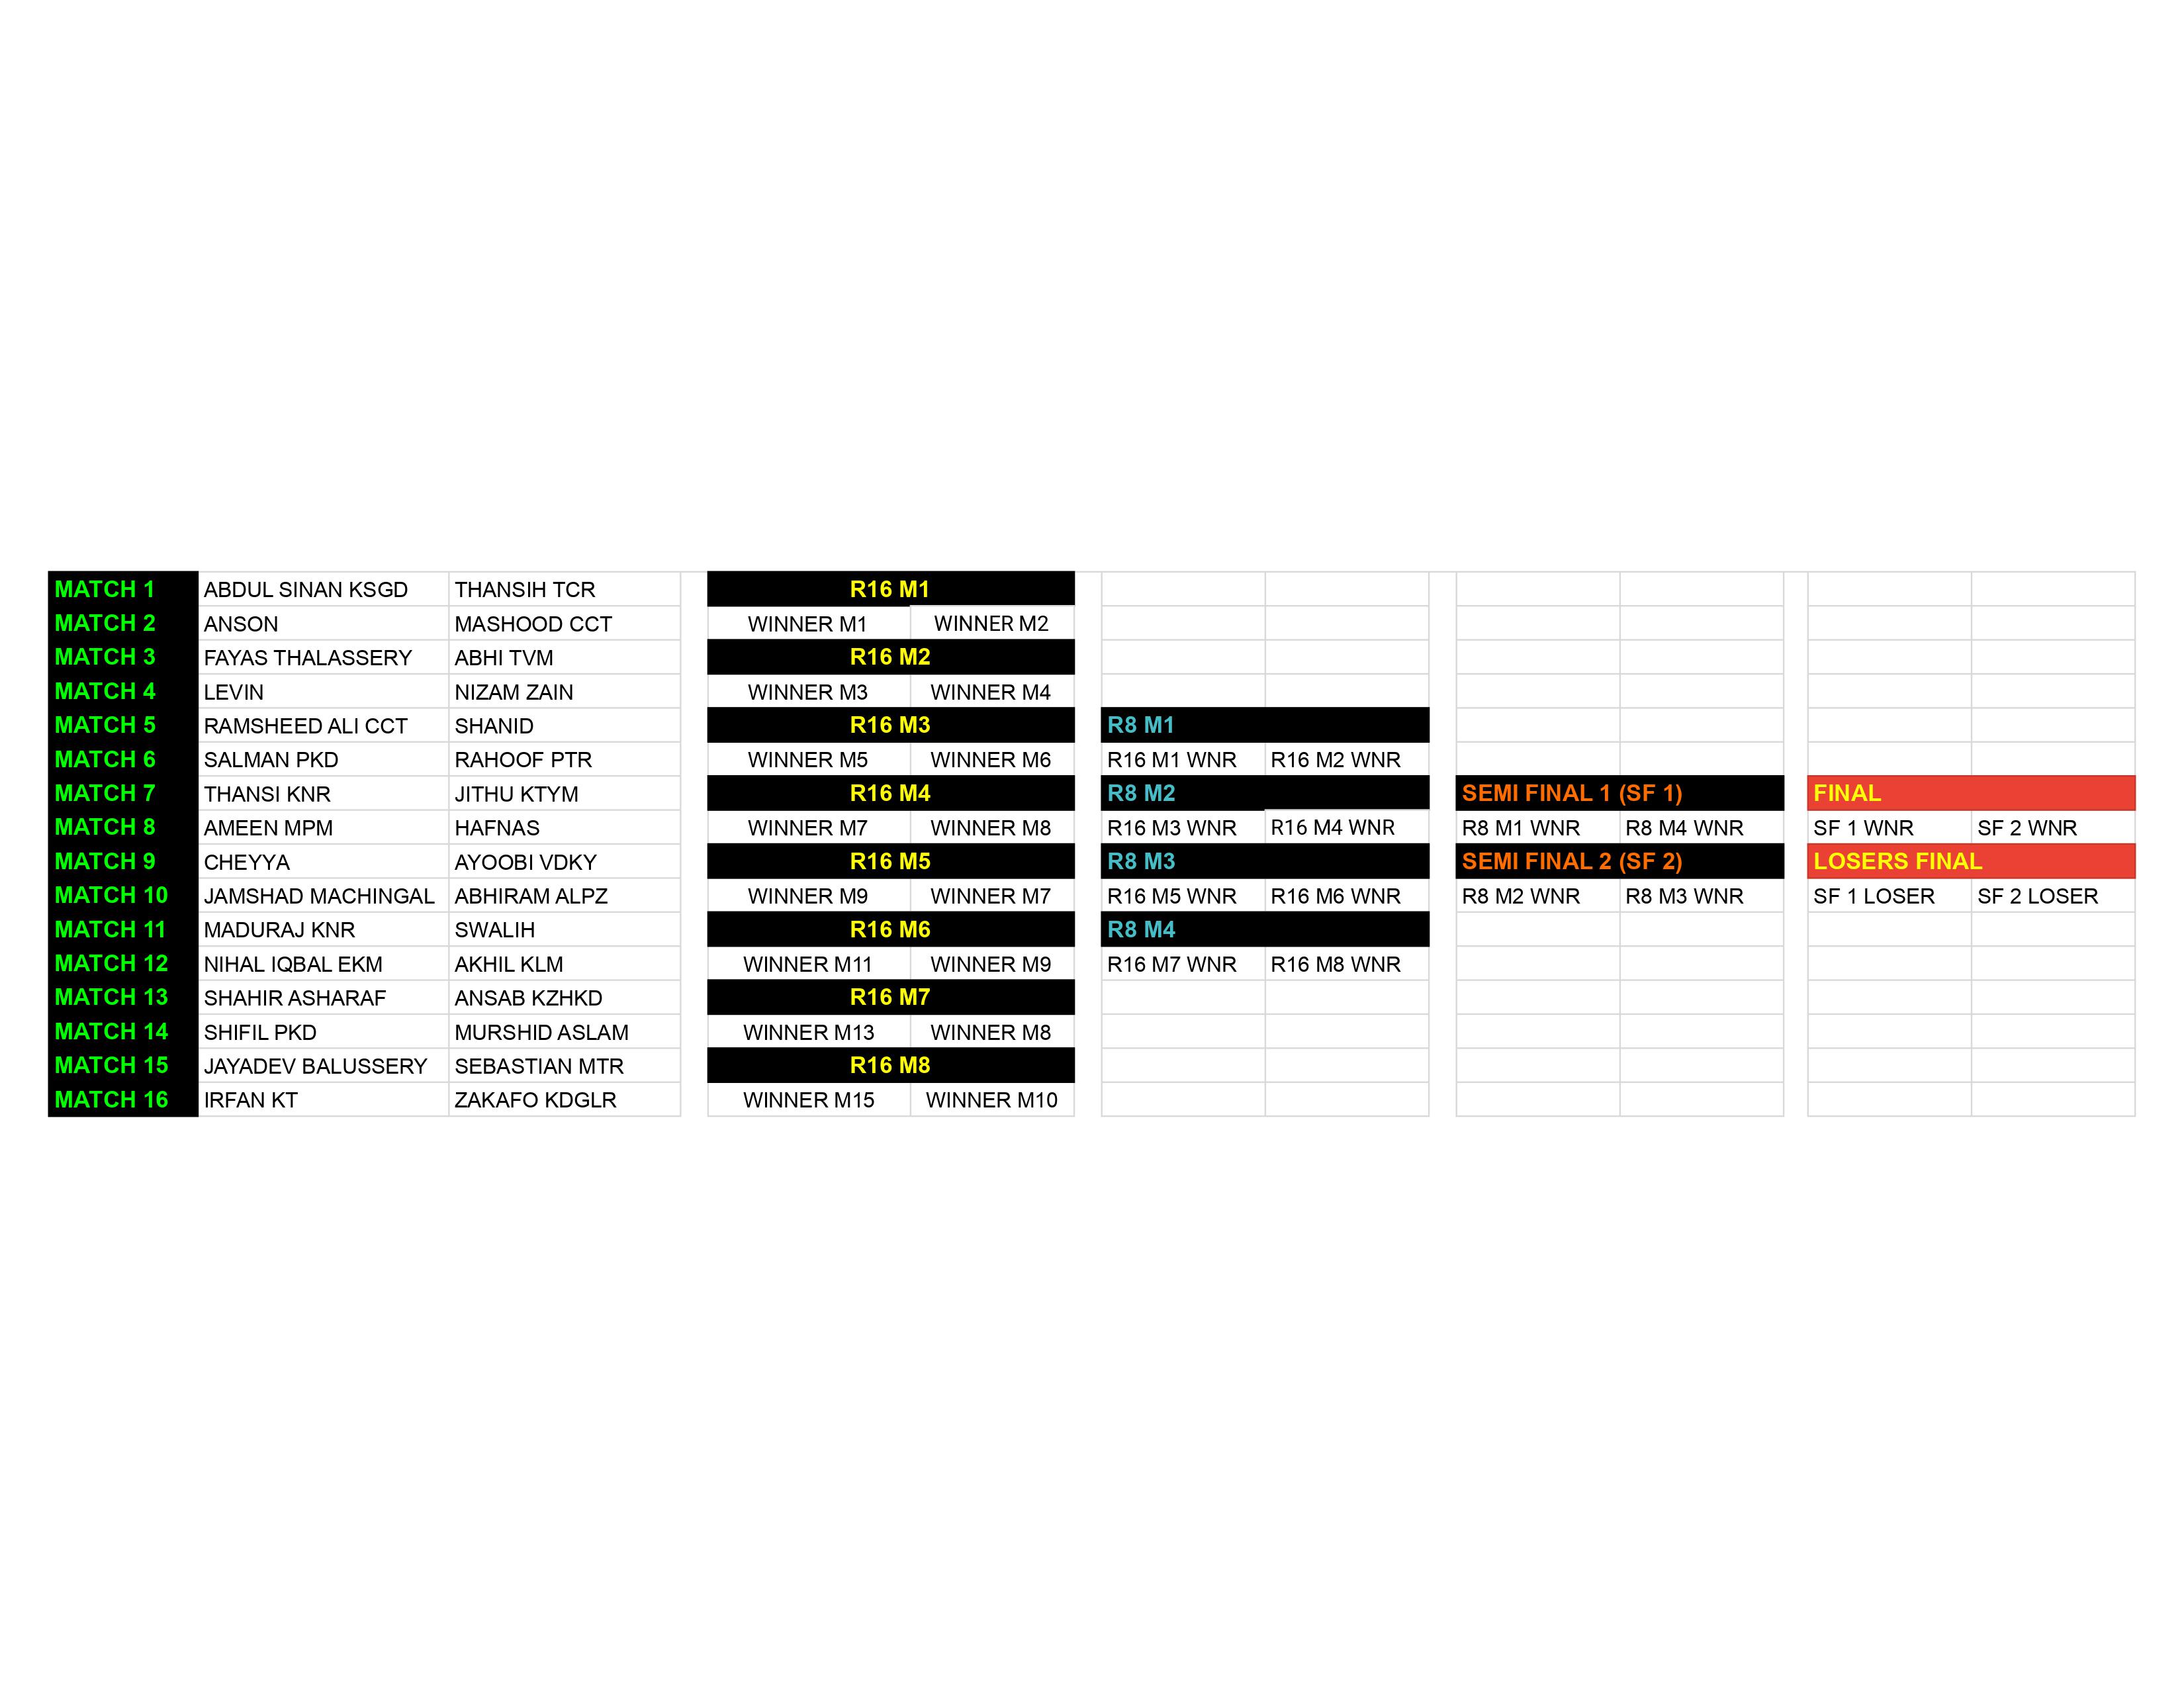 MATCH 1 ABDUL SINAN KSGD THANSIH TCR R16 M1
MATCH 2 ANSON MASHOOD CCT WINNER M1 WINNER M2
MATCH 3 FAYAS THALASSERY ABHI TVM R16 M2
MATCH 4 LEVIN NIZAM ZAIN WINNER M3 WINNER M4
MATCH 5 RAMSHEED ALI CCT SHANID R16 M3 R8 M1
MATCH 6 SALMAN PKD RAHOOF PTR WINNER M5 WINNER M6 R16 M1 WNR R16 M2 WNR
MATCH 7 THANSI KNR JITHU KTYM R16 M4 R8 M2 SEMI FINAL 1 (SF 1) FINAL
MATCH 8 AMEEN MPM HAFNAS WINNER M7 WINNER M8 R16 M3 WNR R16 M4 WNR R8 M1 WNR R8 M4 WNR SF 1 WNR SF 2 WNR
MATCH 9 CHEYYA AYOOBI VDKY R16 M5 R8 M3 SEMI FINAL 2 (SF 2) LOSERS FINAL
MATCH 10 JAMSHAD MACHINGAL ABHIRAM ALPZ WINNER M9 WINNER M7 R16 M5 WNR R16 M6 WNR R8 M2 WNR R8 M3 WNR SF 1 LOSER SF 2 LOSER
MATCH 11 MADURAJ KNR SWALIH R16 M6 R8 M4
MATCH 12 NIHAL IQBAL EKM AKHIL KLM WINNER M11 WINNER M9 R16 M7 WNR R16 M8 WNR
MATCH 13 SHAHIR ASHARAF ANSAB KZHKD R16 M7
MATCH 14 SHIFIL PKD MURSHID ASLAM WINNER M13 WINNER M8
MATCH 15 JAYADEV BALUSSERY SEBASTIAN MTR R16 M8
MATCH 16 IRFAN KT ZAKAFO KDGLR WINNER M15 WINNER M10